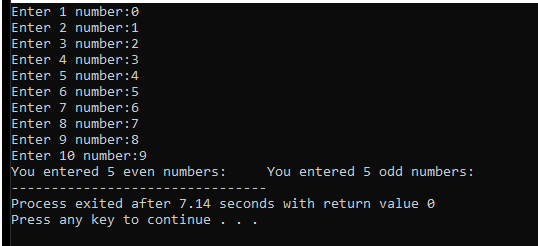 Enter 1 number:0
Enter 2 number:1
Enter 3 number:2
Enter 4 number:3
Enter 5 number:4
Enter 6 number:5
Enter 7 number:6
Enter 8 number:7
Enter 9 number:8
Enter 10 number:9
You entered 5 even numbers:     You entered 5 odd numbers:
--------------------------------
Process exited after 7.14 seconds with return value 0
Press any key to continue . . .